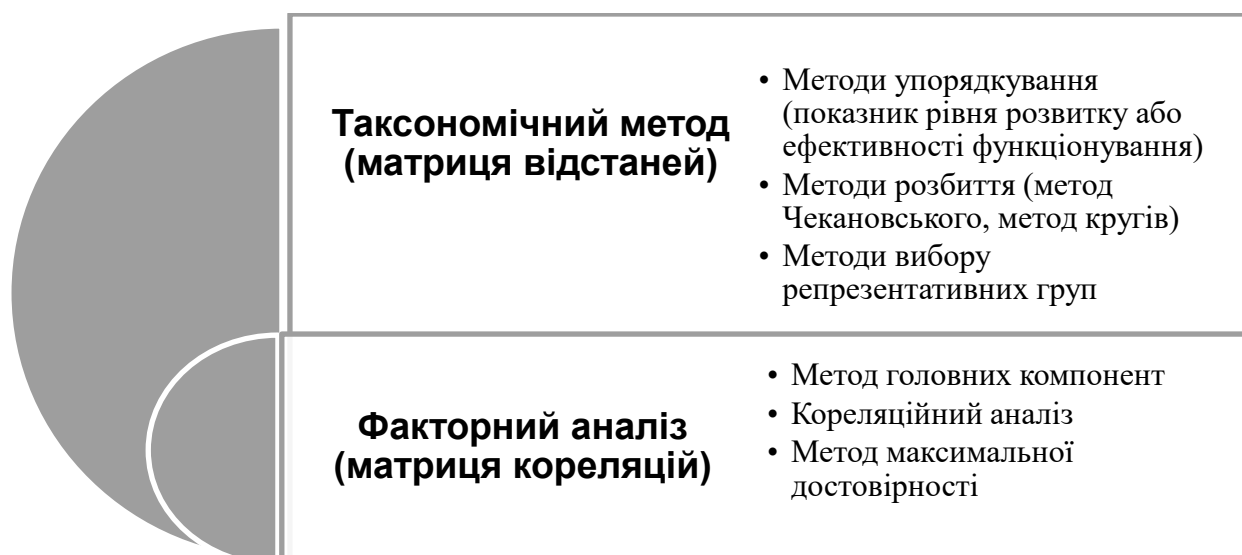 Таксономічний метод
(матриця відстаней)
• Методи упорядкування
(показник рівня розвитку або
ефективності функціонування)
• Методи розбиття (метод
Чекановського, метод кругів)
• Методи вибору
репрезентативних груп
Факторний аналіз
(матриця кореляцій)
• Метод головних компонент
• Кореляційний аналіз
• Метод максимальної
достовірності